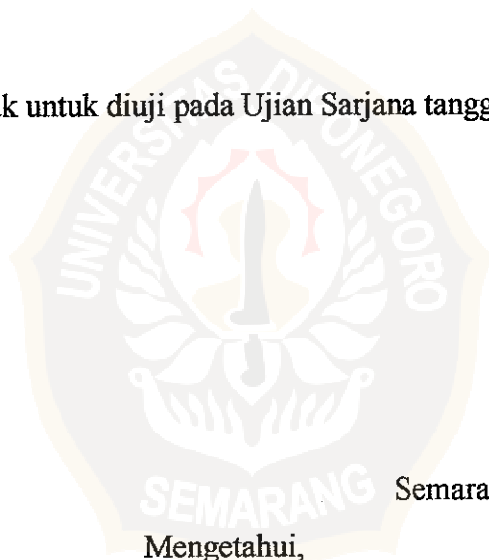 k untuk diuji pada Ujian Sarjana tangg
UNIVERSITAS DIPONEGORO
SEMARANG
Semara
Mengetahui,